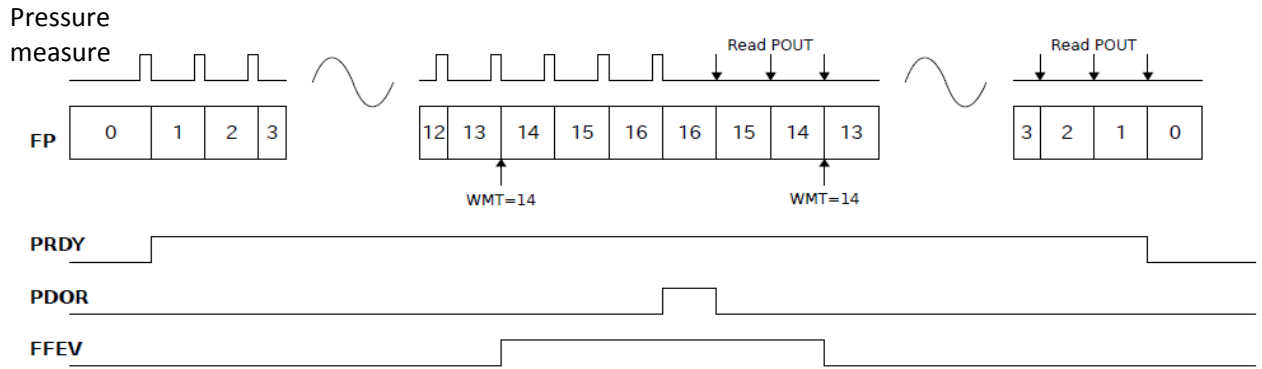 Pressure
measure
Read POUT
Read POUT
FP
0 1 2 3
12 13 14 15 16 16 15 14 13
3 2 1 0
WMT=14
WMT=14
PRDY
PDOR
FFEV